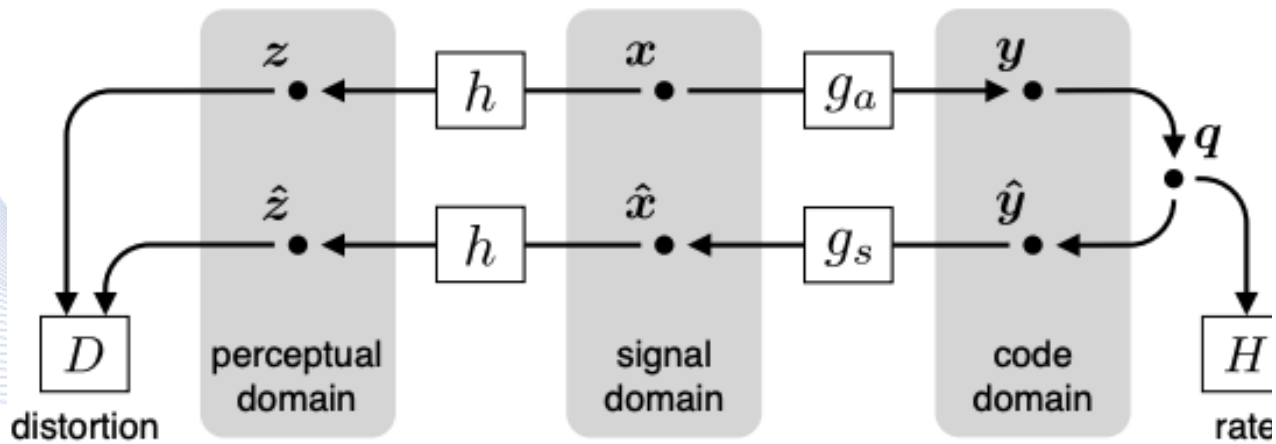 z x y
h g_a
q
ẑ x̂ ŷ
h g_s
D perceptual domain signal domain code domain H
distortion rate